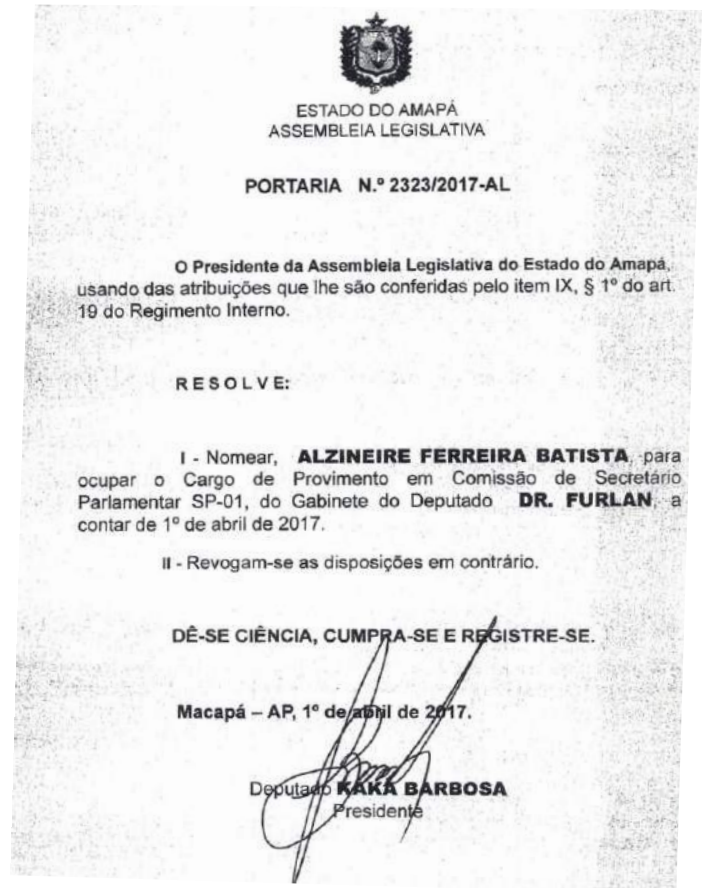 ESTADO DO AMAPÁ
ASSEMBLEIA LEGISLATIVA
PORTARIA N.º 2323/2017-AL
O Presidente da Assembleia Legislativa do Estado do Amapá,
usando das atribuições que lhe são conferidas pelo item IX, § 1º do art.
19 do Regimento Interno.
R E S O L V E:
I - Nomear, ALZINEIRE FERREIRA BATISTA, para
ocupar o Cargo de Provimento em Comissão de Secretário
Parlamentar SP-01, do Gabinete do Deputado DR. FURLAN, a
contar de 1º de abril de 2017.
II - Revogam-se as disposições em contrário.
DÊ-SE CIÊNCIA, CUMPRA-SE E REGISTRE-SE.
Macapá – AP, 1º de abril de 2017.
Deputado KAKA BARBOSA
Presidente